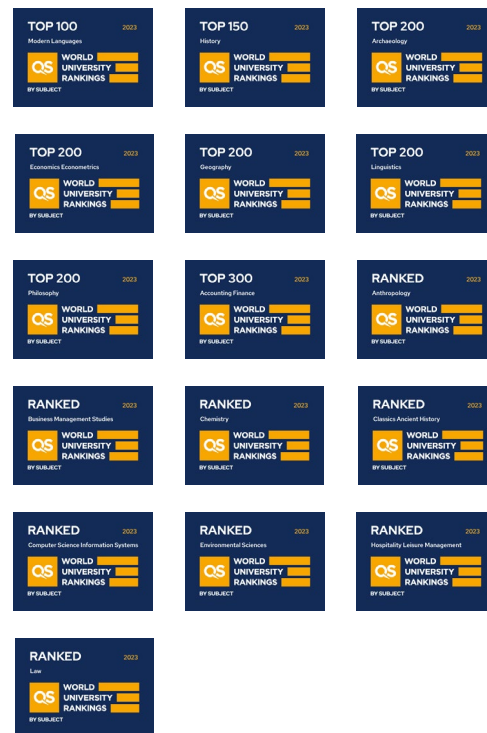 TOP 100 2023
Modern Languages
QS WORLD
UNIVERSITY
RANKINGS
BY SUBJECT
TOP 150 2023
History
QS WORLD
UNIVERSITY
RANKINGS
BY SUBJECT
TOP 200 2023
Archaeology
QS WORLD
UNIVERSITY
RANKINGS
BY SUBJECT
TOP 200 2023
Economics Econometrics
QS WORLD
UNIVERSITY
RANKINGS
BY SUBJECT
TOP 200 2023
Geography
QS WORLD
UNIVERSITY
RANKINGS
BY SUBJECT
TOP 200 2023
Linguistics
QS WORLD
UNIVERSITY
RANKINGS
BY SUBJECT
TOP 200 2023
Philosophy
QS WORLD
UNIVERSITY
RANKINGS
BY SUBJECT
TOP 300 2023
Accounting Finance
QS WORLD
UNIVERSITY
RANKINGS
BY SUBJECT
RANKED 2023
Anthropology
QS WORLD
UNIVERSITY
RANKINGS
BY SUBJECT
RANKED 2023
Business Management Studies
QS WORLD
UNIVERSITY
RANKINGS
BY SUBJECT
RANKED 2023
Chemistry
QS WORLD
UNIVERSITY
RANKINGS
BY SUBJECT
RANKED 2023
Classics Ancient History
QS WORLD
UNIVERSITY
RANKINGS
BY SUBJECT
RANKED 2023
Computer Science Information Systems
QS WORLD
UNIVERSITY
RANKINGS
BY SUBJECT
RANKED 2023
Environmental Sciences
QS WORLD
UNIVERSITY
RANKINGS
BY SUBJECT
RANKED 2023
Hospitality Leisure Management
QS WORLD
UNIVERSITY
RANKINGS
BY SUBJECT
RANKED 2023
Law
QS WORLD
UNIVERSITY
RANKINGS
BY SUBJECT